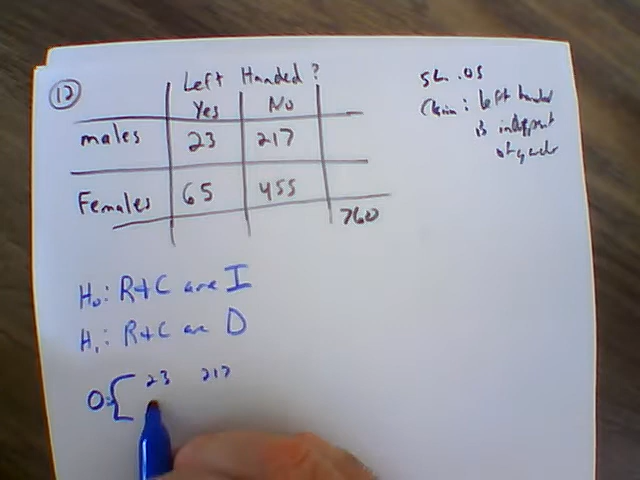 12
Left Handed ?
Yes No
males 23 217
Females 65 455
760
SL .05
Claim : left handed
is independent
of gender
H₀: R+C are I
H₁: R+C are D
O: [ 23 217